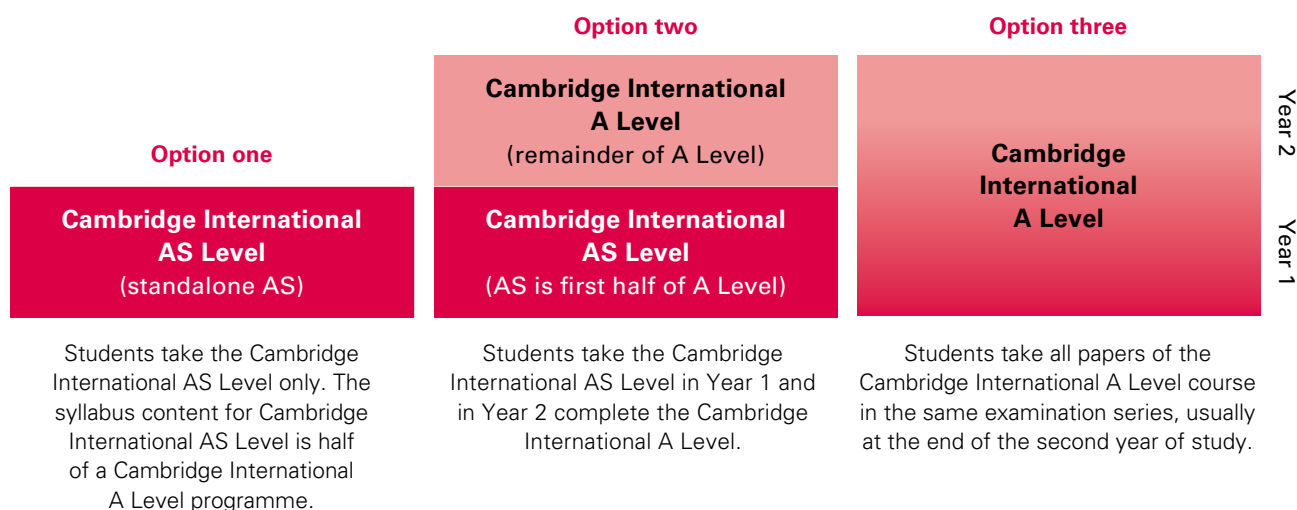 Option one
Cambridge International
AS Level
(standalone AS)
Students take the Cambridge
International AS Level only. The
syllabus content for Cambridge
International AS Level is half
of a Cambridge International
A Level programme.
Option two
Cambridge International
A Level
(remainder of A Level)
Cambridge International
AS Level
(AS is first half of A Level)
Students take the Cambridge
International AS Level in Year 1 and
in Year 2 complete the Cambridge
International A Level.
Option three
Cambridge
International
A Level
Students take all papers of the
Cambridge International A Level course
in the same examination series, usually
at the end of the second year of study.
Year 2
Year 1